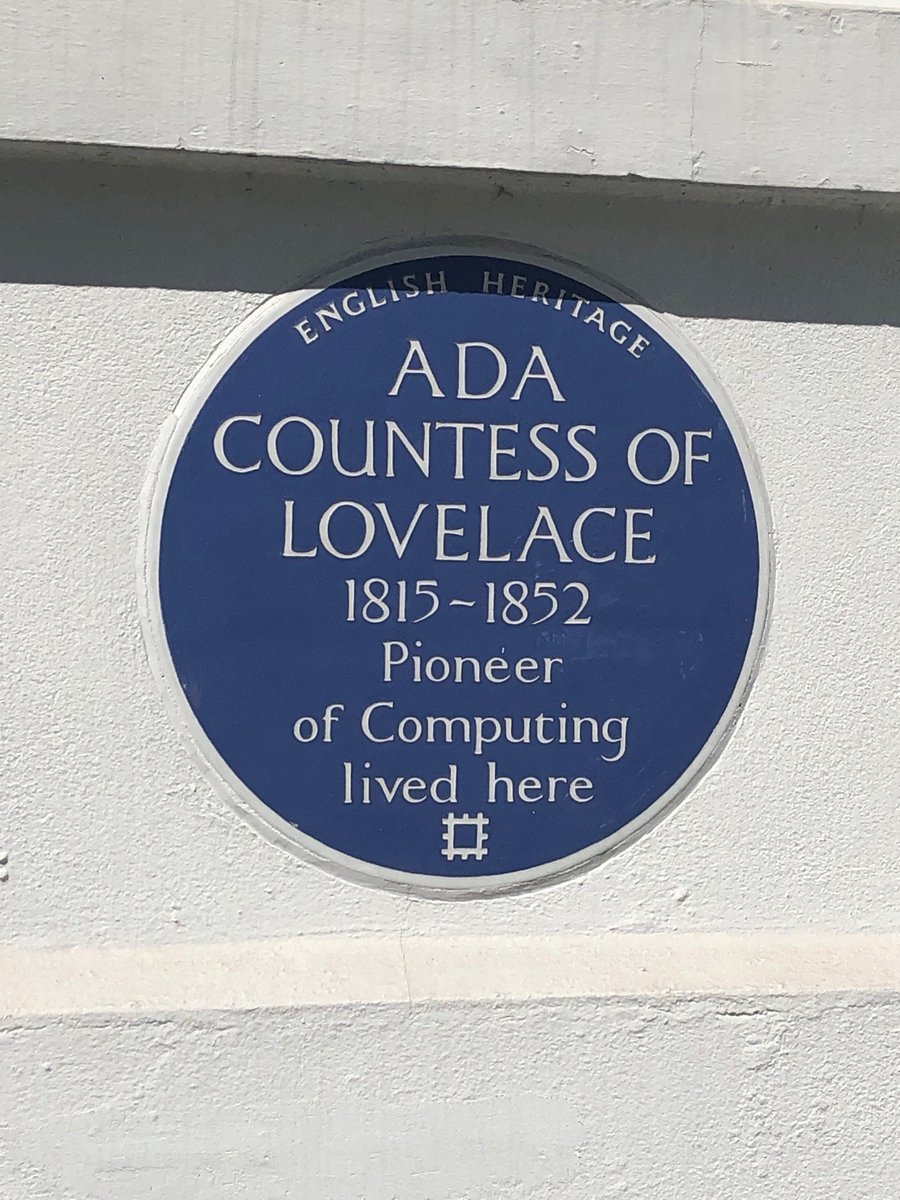 ENGLISH HERITAGE
ADA
COUNTESS OF
LOVELACE
1815-1852
Pioneer
of Computing
lived here